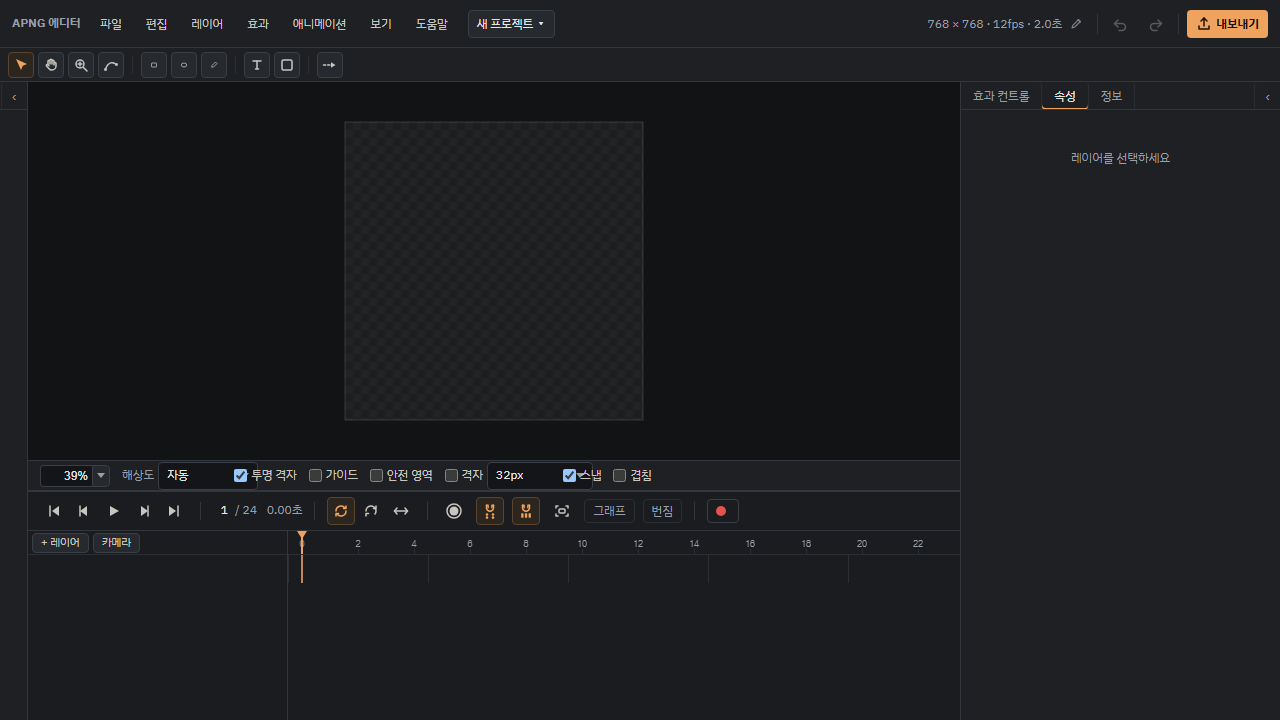 APNG 에디터 파일 편집 레이어 효과 애니메이션 보기 도움말 새 프로젝트 768 × 768 · 12fps · 2.0초 내보내기
효과 컨트롤 속성 정보
레이어를 선택하세요
39% 해상도 자동 투명 격자 가이드 안전 영역 격자 32px 스냅 겹침
1 / 24 0.00초 그래프 번짐
+ 레이어 카메라 0 2 4 6 8 10 12 14 16 18 20 22